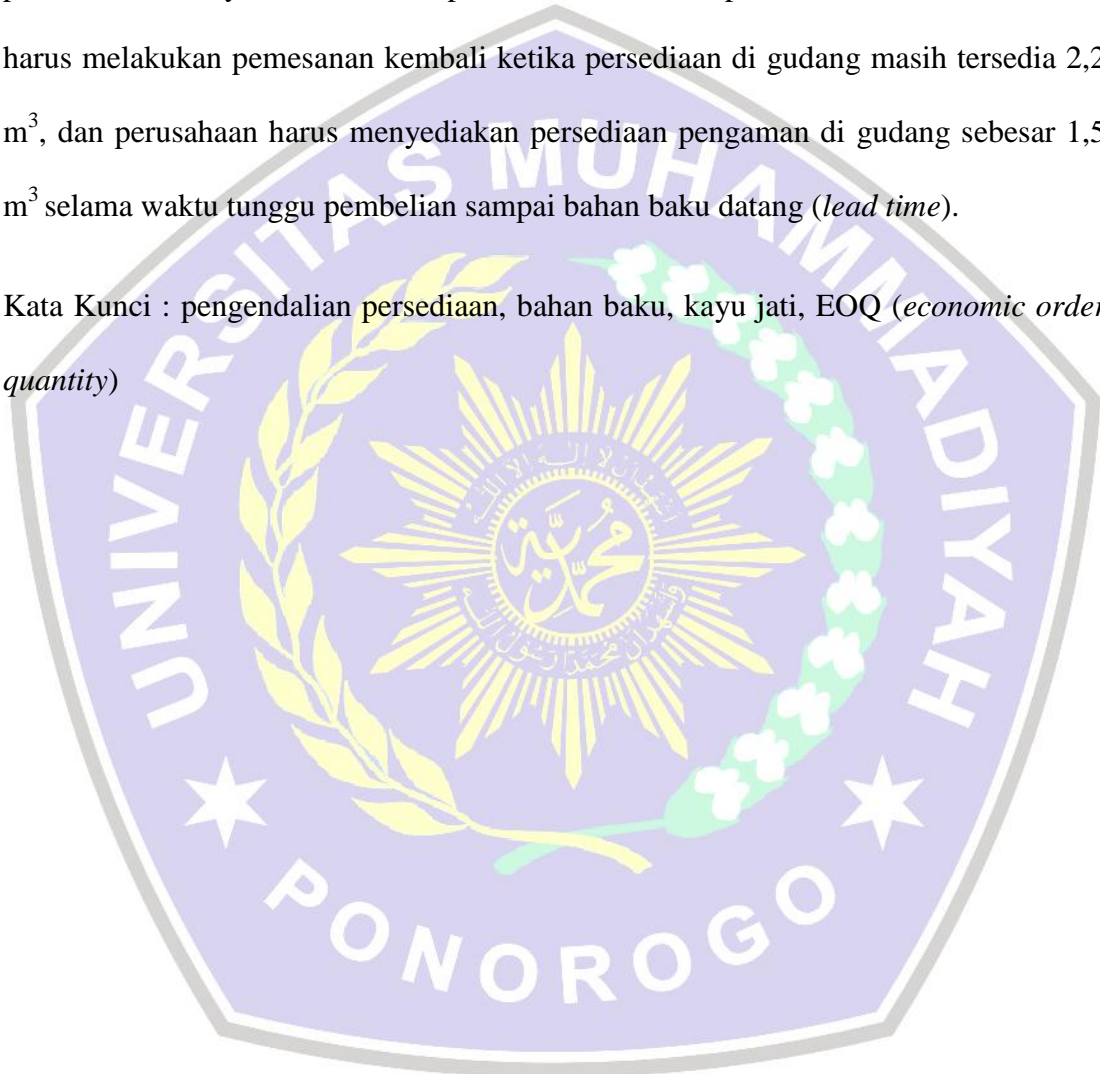 harus melakukan pemesanan kembali ketika persediaan di gudang masih tersedia 2,2
m³, dan perusahaan harus menyediakan persediaan pengaman di gudang sebesar 1,5
m³ selama waktu tunggu pembelian sampai bahan baku datang (lead time).
Kata Kunci : pengendalian persediaan, bahan baku, kayu jati, EOQ (economic order
quantity)
UNIVERSITAS MUHAMMADIYAH
PONOROGO
محمدية